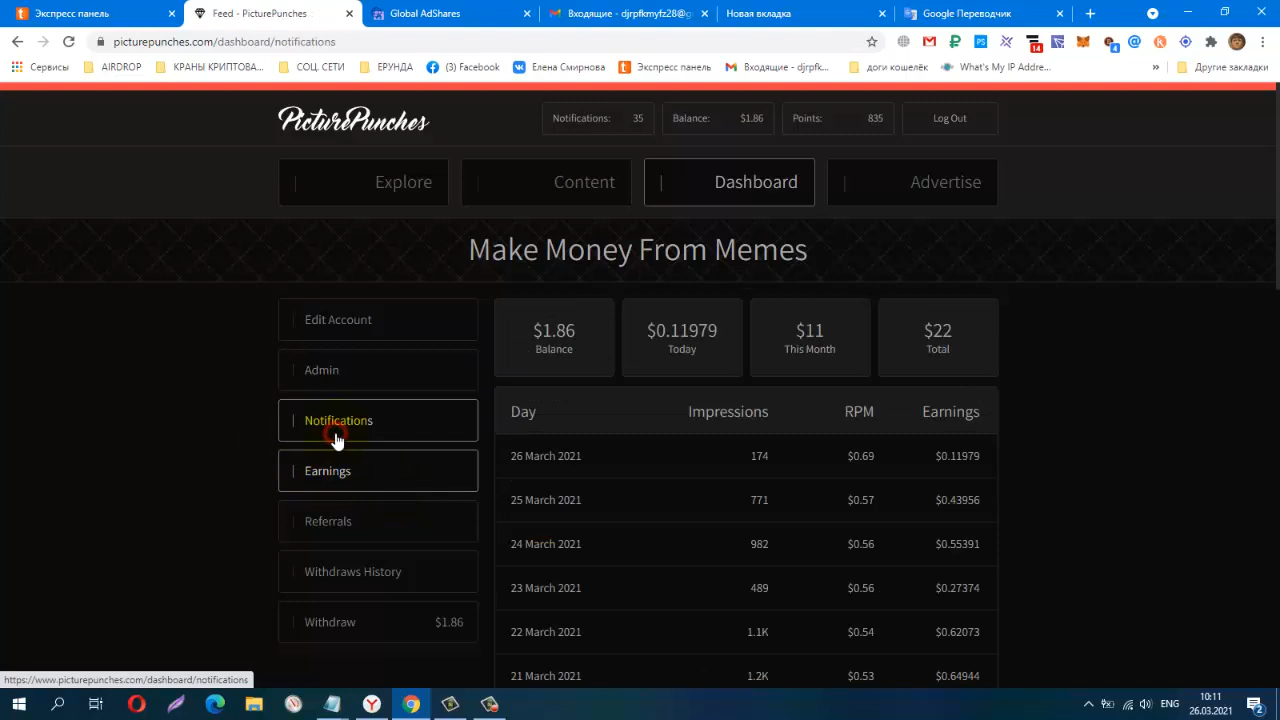 Экспресс панель
Feed - PicturePunches
Global AdShares
Входящие - djrpfkmyfz28@g
Новая вкладка
Google Переводчик
picturepunches.com/dashboard/notifications
14
4
Сервисы
AIRDROP
КРАНЫ КРИПТОВА...
СОЦ. СЕТИ
ЕРУНДА
(3) Facebook
Елена Смирнова
Экспресс панель
Входящие - djrpfk...
доги кошелёк
What's My IP Addre...
»
Другие закладки
PicturePunches
Notifications: 35
Balance: $1.86
Points: 835
Log Out
Explore
Content
Dashboard
Advertise
Make Money From Memes
Edit Account
Admin
Notifications
Earnings
Referrals
Withdraws History
Withdraw $1.86
$1.86
Balance
$0.11979
Today
$11
This Month
$22
Total
Day Impressions RPM Earnings
26 March 2021 174 $0.69 $0.11979
25 March 2021 771 $0.57 $0.43956
24 March 2021 982 $0.56 $0.55391
23 March 2021 489 $0.56 $0.27374
22 March 2021 1.1K $0.54 $0.62073
21 March 2021 1.2K $0.53 $0.64944
https://www.picturepunches.com/dashboard/notifications
ENG
10:11
26.03.2021
2